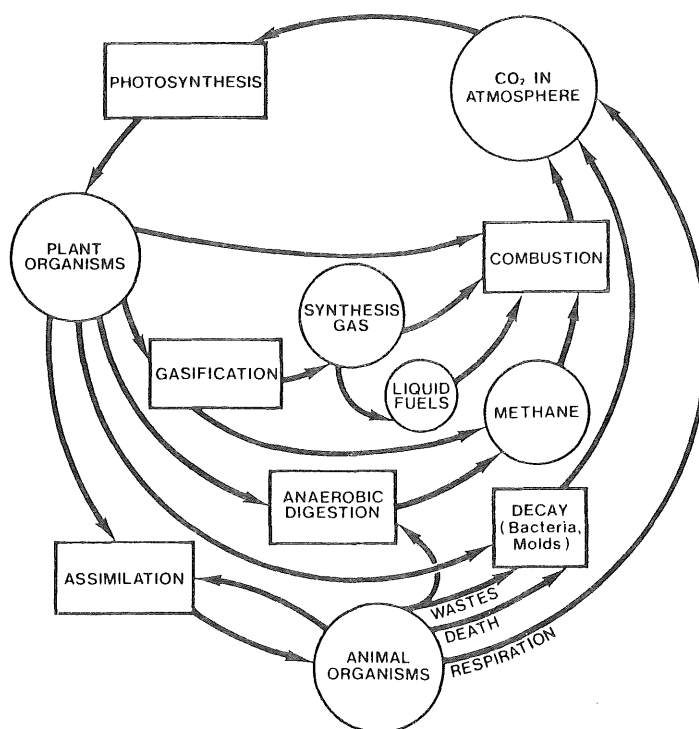 PHOTOSYNTHESIS
CO₂ IN
ATMOSPHERE
PLANT
ORGANISMS
COMBUSTION
SYNTHESIS
GAS
GASIFICATION
LIQUID
FUELS
METHANE
ANAEROBIC
DIGESTION
DECAY
(Bacteria,
Molds)
ASSIMILATION
WASTES
DEATH
RESPIRATION
ANIMAL
ORGANISMS